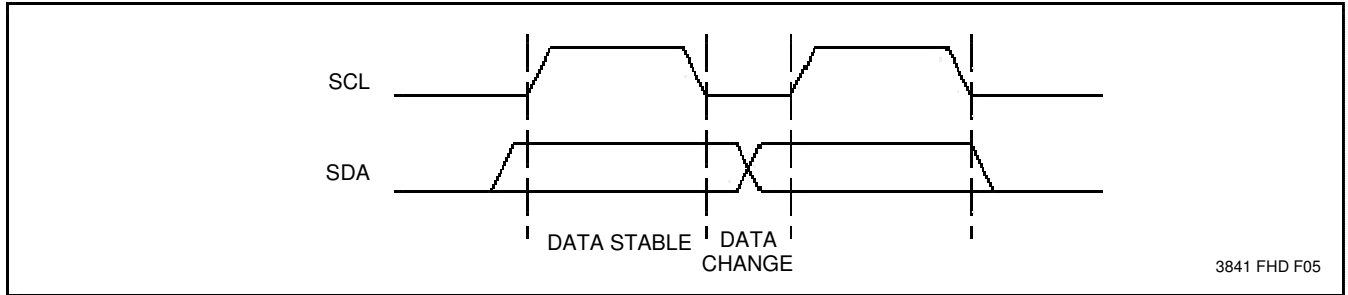 SCL
SDA
DATA STABLE
DATA
CHANGE
3841 FHD F05